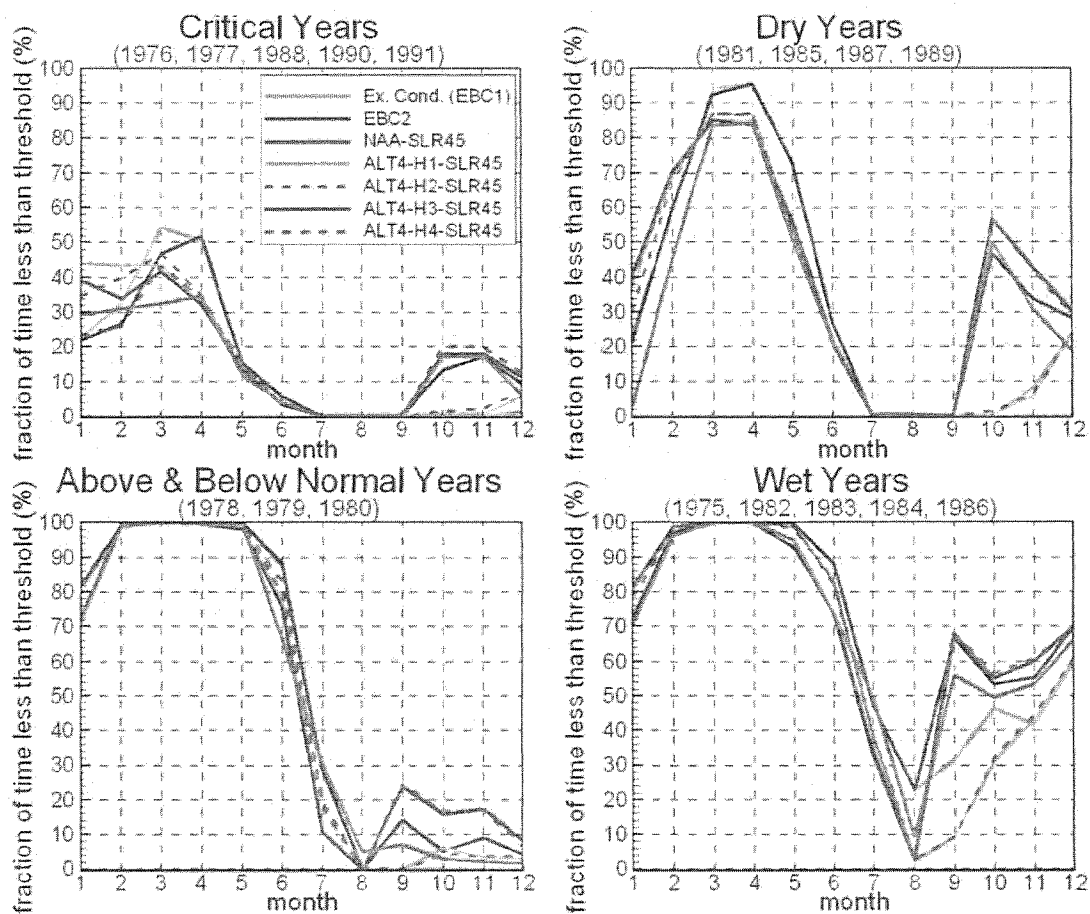 Critical Years
(1976, 1977, 1988, 1990, 1991)
fraction of time less than threshold (%)
100
90
80
70
60
50
40
30
20
10
0
Ex. Cond. (EBC1)
EBC2
NAA-SLR45
ALT4-H1-SLR45
ALT4-H2-SLR45
ALT4-H3-SLR45
ALT4-H4-SLR45
1 2 3 4 5 6 7 8 9 10 11 12
month
Dry Years
(1981, 1985, 1987, 1989)
fraction of time less than threshold (%)
100
90
80
70
60
50
40
30
20
10
0
1 2 3 4 5 6 7 8 9 10 11 12
month
Above & Below Normal Years
(1978, 1979, 1980)
fraction of time less than threshold (%)
100
90
80
70
60
50
40
30
20
10
0
1 2 3 4 5 6 7 8 9 10 11 12
month
Wet Years
(1975, 1982, 1983, 1984, 1986)
fraction of time less than threshold (%)
100
90
80
70
60
50
40
30
20
10
0
1 2 3 4 5 6 7 8 9 10 11 12
month